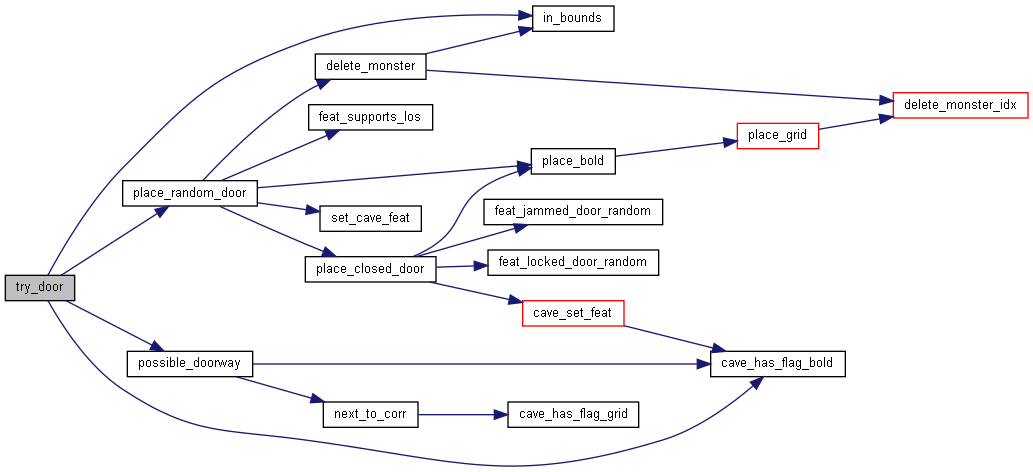 in_bounds
delete_monster
delete_monster_idx
feat_supports_los
place_grid
place_bold
place_random_door
feat_jammed_door_random
set_cave_feat
feat_locked_door_random
place_closed_door
try_door
cave_set_feat
possible_doorway
cave_has_flag_bold
next_to_corr
cave_has_flag_grid